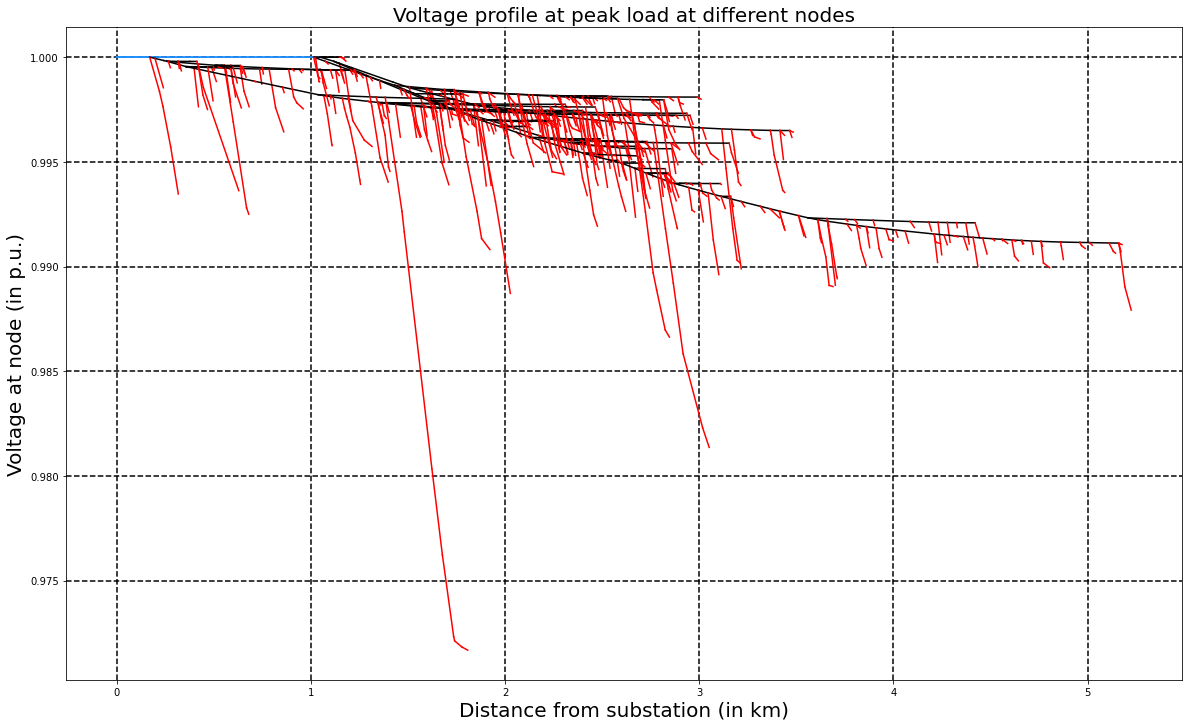 Voltage profile at peak load at different nodes
Voltage at node (in p.u.)
1.000
0.995
0.990
0.985
0.980
0.975
0 1 2 3 4 5
Distance from substation (in km)